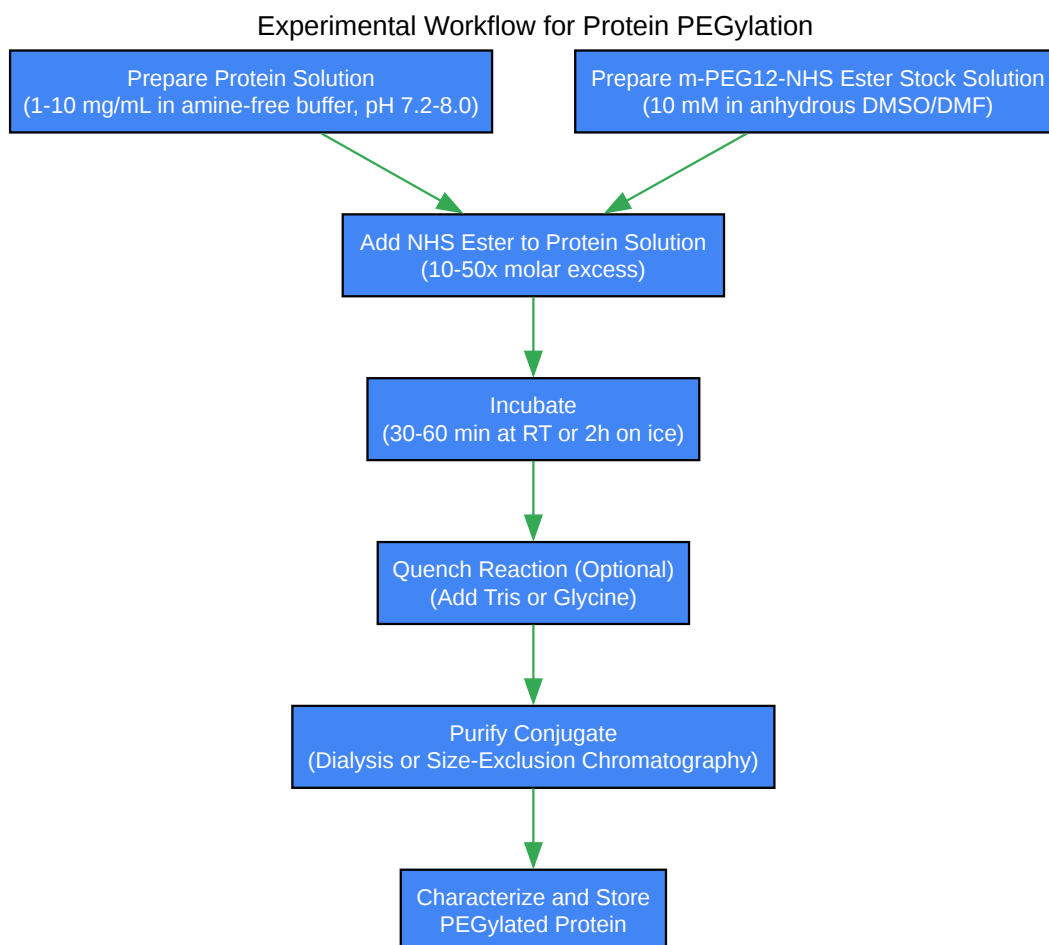 Experimental Workflow for Protein PEGylation
Prepare Protein Solution
(1-10 mg/mL in amine-free buffer, pH 7.2-8.0)
Prepare m-PEG12-NHS Ester Stock Solution
(10 mM in anhydrous DMSO/DMF)
Add NHS Ester to Protein Solution
(10-50x molar excess)
Incubate
(30-60 min at RT or 2h on ice)
Quench Reaction (Optional)
(Add Tris or Glycine)
Purify Conjugate
(Dialysis or Size-Exclusion Chromatography)
Characterize and Store
PEGylated Protein